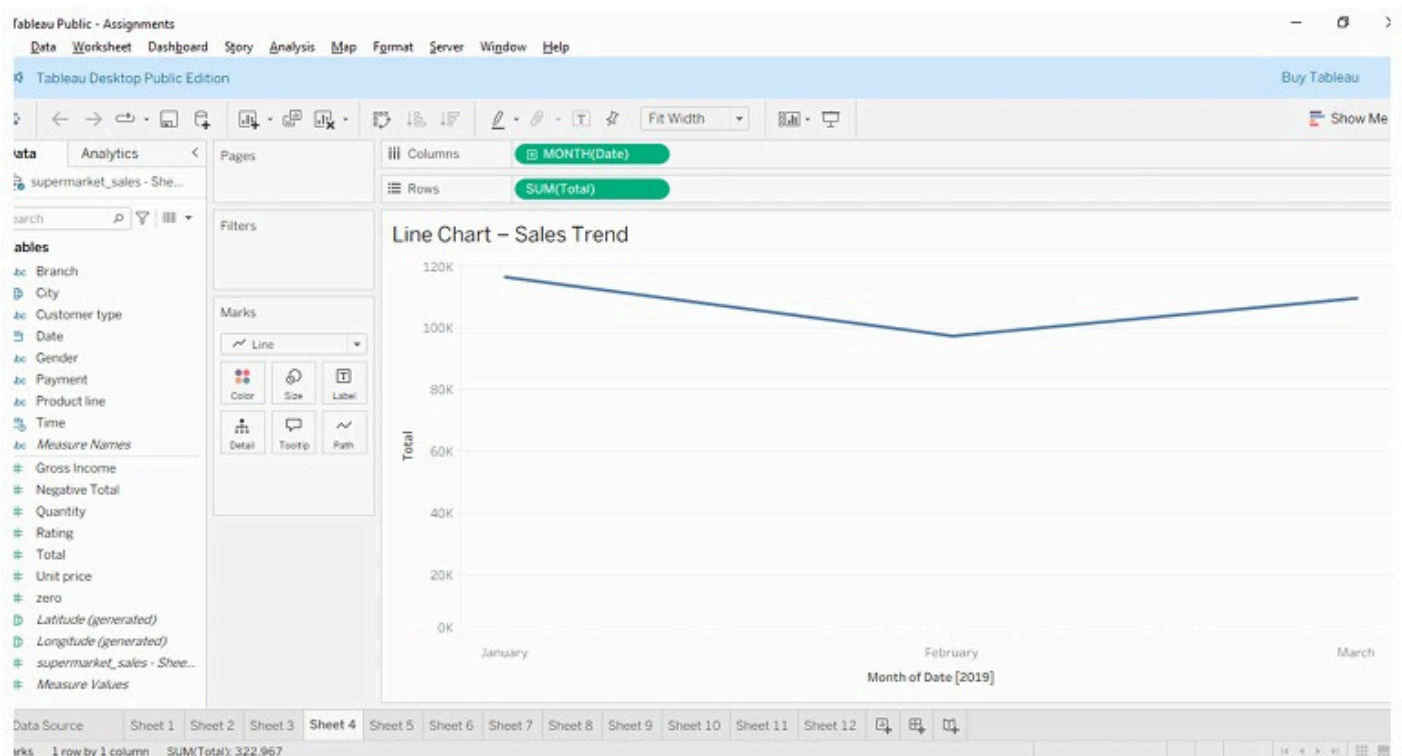 Tableau Public - Assignments
Data Worksheet Dashboard Story Analysis Map Format Server Window Help
Tableau Desktop Public Edition Buy Tableau
Fit Width Show Me
Data Analytics
supermarket_sales - She...
Search
Tables
Branch
City
Customer type
Date
Gender
Payment
Product line
Time
Measure Names
Gross Income
Negative Total
Quantity
Rating
Total
Unit price
zero
Latitude (generated)
Longitude (generated)
supermarket_sales - Shee...
Measure Values
Pages
Filters
Marks
Line
Color Size Label
Detail Tooltip Path
Columns MONTH(Date)
Rows SUM(Total)
Line Chart – Sales Trend
120K
100K
80K
60K
40K
20K
0K
Total
January February March
Month of Date [2019]
Data Source Sheet 1 Sheet 2 Sheet 3 Sheet 4 Sheet 5 Sheet 6 Sheet 7 Sheet 8 Sheet 9 Sheet 10 Sheet 11 Sheet 12
1 row by 1 column SUM(Total): 322,967